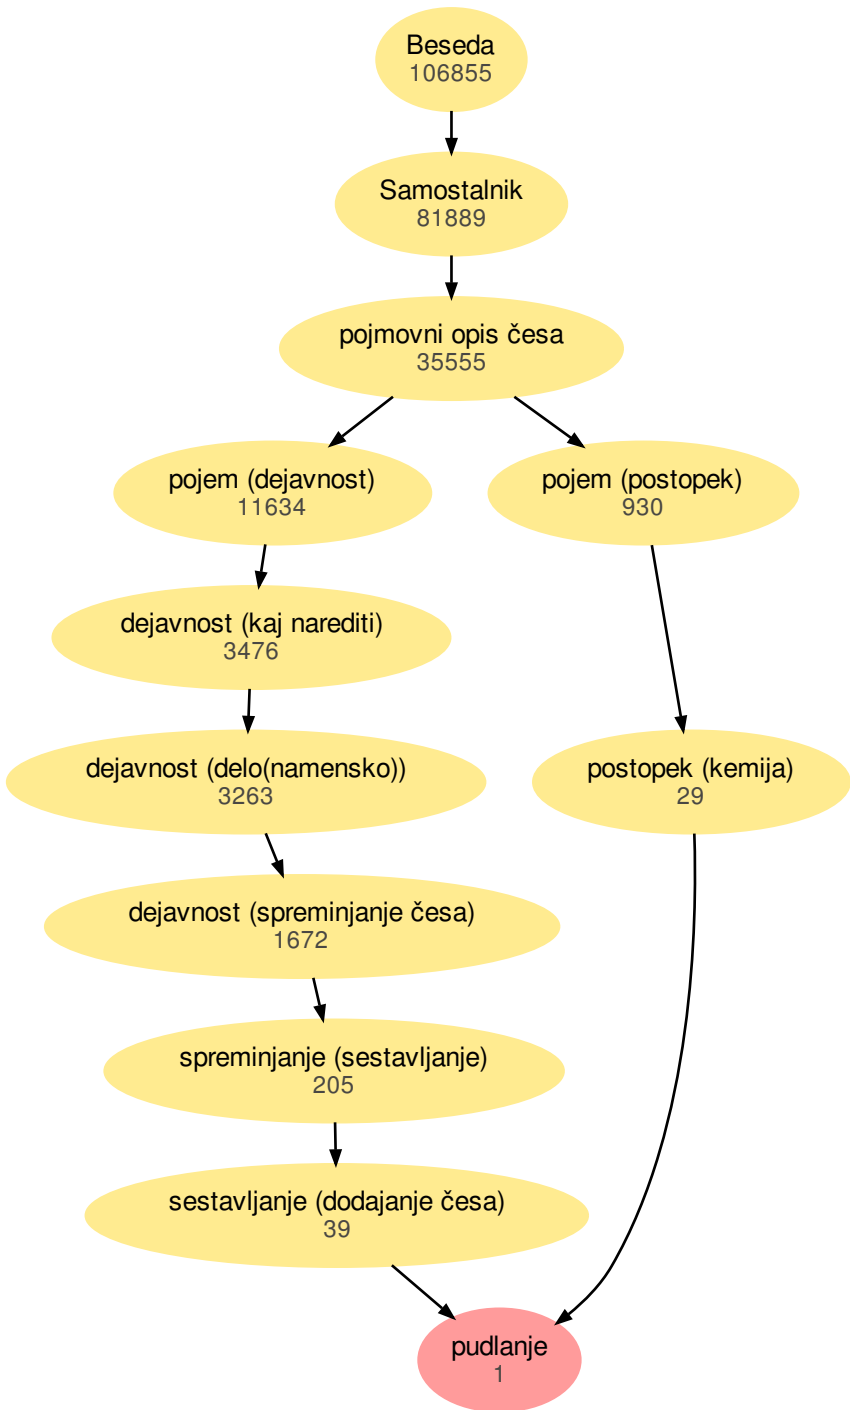 Beseda
106855
Samostalnik
81889
pojmovni opis česa
35555
pojem (dejavnost)
11634
pojem (postopek)
930
dejavnost (kaj narediti)
3476
dejavnost (delo(namensko))
3263
postopek (kemija)
29
dejavnost (spreminjanje česa)
1672
spreminjanje (sestavljanje)
205
sestavljanje (dodajanje česa)
39
pudlanje
1